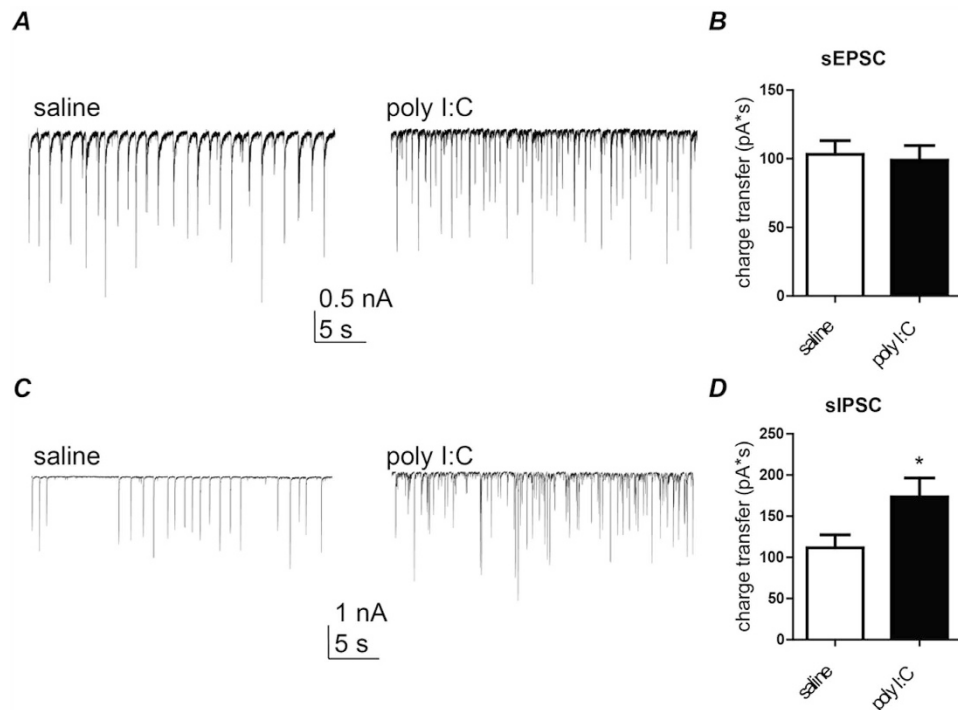 A
saline
poly I:C
0.5 nA
5 s
B
sEPSC
charge transfer (pA*s)
150
100
50
0
saline
poly I:C
C
saline
poly I:C
1 nA
5 s
D
sIPSC
charge transfer (pA*s)
250
200
150
100
50
0
*
saline
poly I:C